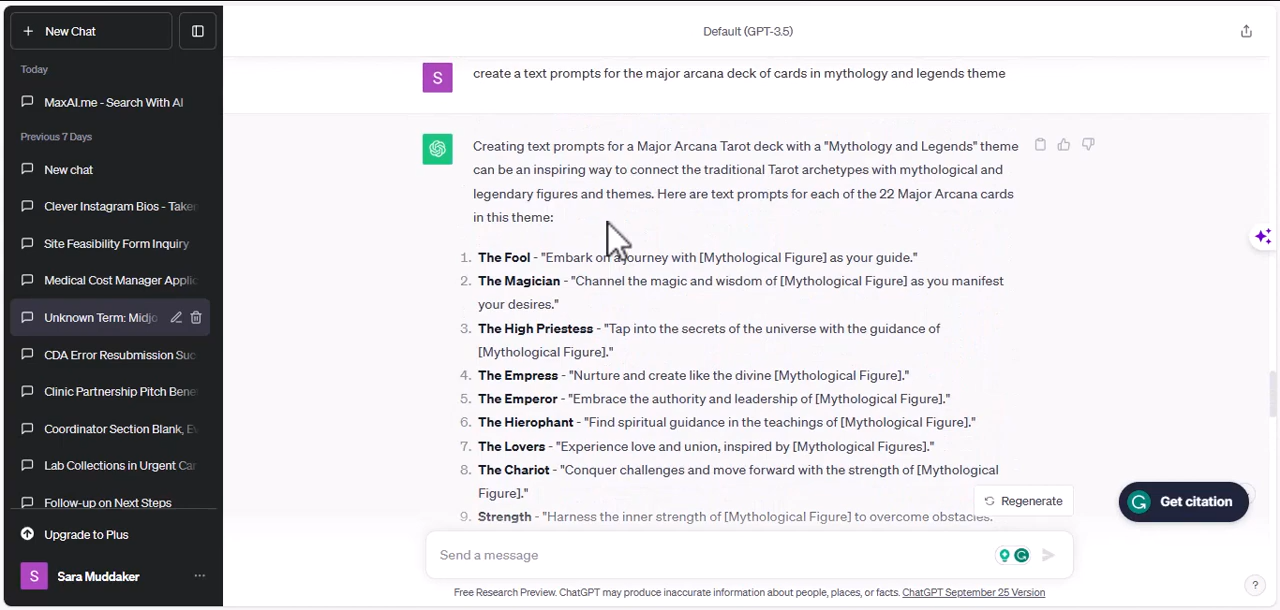 New Chat
Default (GPT-3.5)
Today
MaxAI.me - Search With AI
Previous 7 Days
New chat
Clever Instagram Bios - Taken
Site Feasibility Form Inquiry
Medical Cost Manager Applic
Unknown Term: Midjo
CDA Error Resubmission Suc
Clinic Partnership Pitch Bene
Coordinator Section Blank, Ev
Lab Collections in Urgent Car
Follow-up on Next Steps
Upgrade to Plus
S Sara Muddaker
...
S create a text prompts for the major arcana deck of cards in mythology and legends theme
Creating text prompts for a Major Arcana Tarot deck with a "Mythology and Legends" theme
can be an inspiring way to connect the traditional Tarot archetypes with mythological and
legendary figures and themes. Here are text prompts for each of the 22 Major Arcana cards
in this theme:
1. The Fool - "Embark on a journey with [Mythological Figure] as your guide."
2. The Magician - "Channel the magic and wisdom of [Mythological Figure] as you manifest
your desires."
3. The High Priestess - "Tap into the secrets of the universe with the guidance of
[Mythological Figure]."
4. The Empress - "Nurture and create like the divine [Mythological Figure]."
5. The Emperor - "Embrace the authority and leadership of [Mythological Figure]."
6. The Hierophant - "Find spiritual guidance in the teachings of [Mythological Figure]."
7. The Lovers - "Experience love and union, inspired by [Mythological Figures]."
8. The Chariot - "Conquer challenges and move forward with the strength of [Mythological
Figure]."
9. Strength - "Harness the inner strength of [Mythological Figure] to overcome obstacles."
Regenerate
G Get citation
Send a message
Free Research Preview. ChatGPT may produce inaccurate information about people, places, or facts. ChatGPT September 25 Version
?